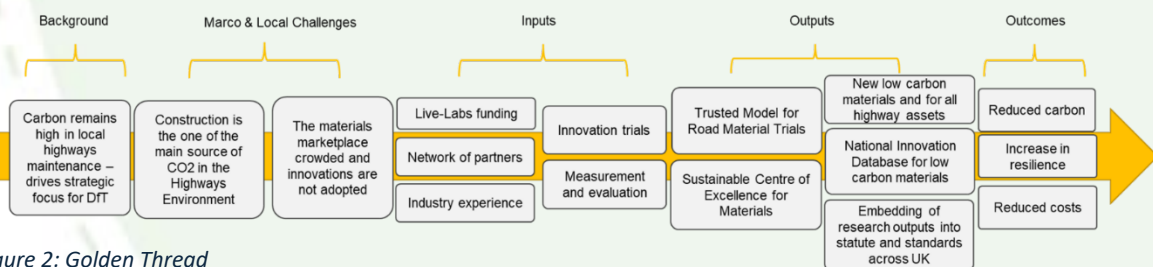 Background
Marco & Local Challenges
Inputs
Outputs
Outcomes
Carbon remains
high in local
highways
maintenance –
drives strategic
focus for DfT
Construction is
the one of the
main source of
CO2 in the
Highways
Environment
The materials
marketplace
crowded and
innovations are
not adopted
Live-Labs funding
Network of partners
Industry experience
Innovation trials
Measurement
and evaluation
Trusted Model for
Road Material Trials
Sustainable Centre of
Excellence for
Materials
New low carbon
materials and for all
highway assets
National Innovation
Database for low
carbon materials
Embedding of
research outputs into
statute and standards
across UK
Reduced carbon
Increase in
resilience
Reduced costs
ure 2: Golden Thread